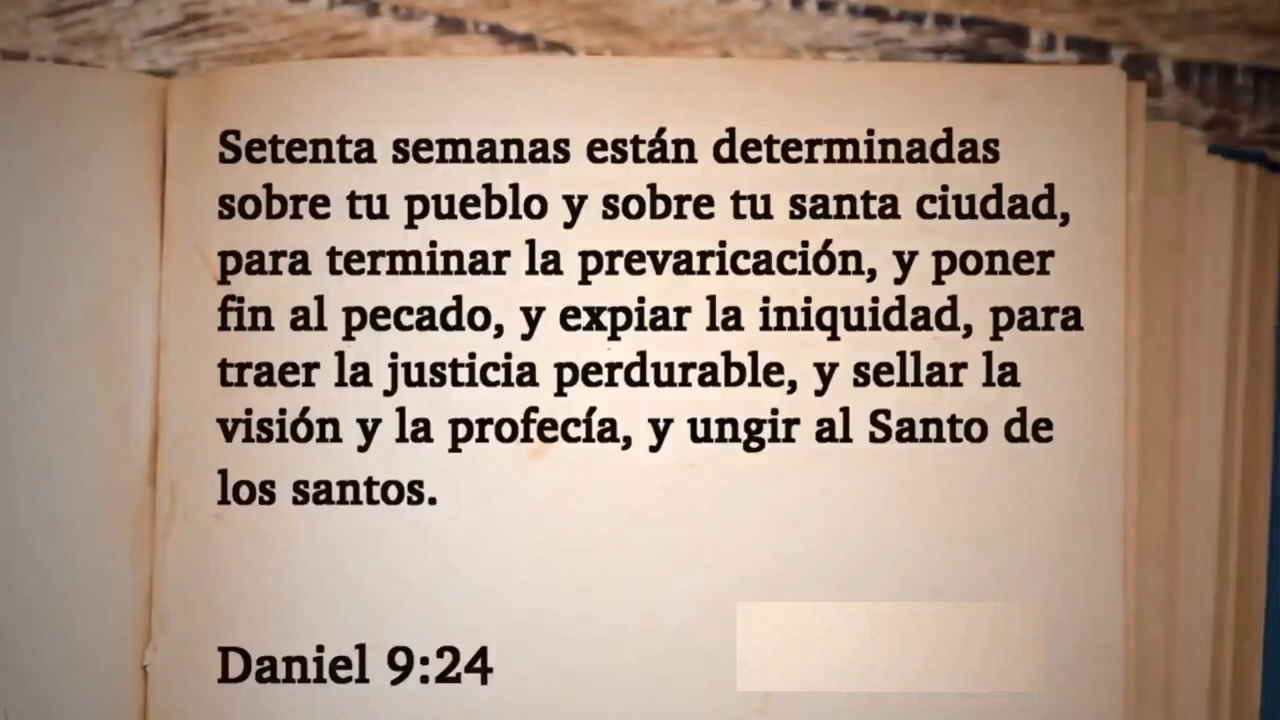 Setenta semanas están determinadas
sobre tu pueblo y sobre tu santa ciudad,
para terminar la prevaricación, y poner
fin al pecado, y expiar la iniquidad, para
traer la justicia perdurable, y sellar la
visión y la profecía, y ungir al Santo de
los santos.
Daniel 9:24